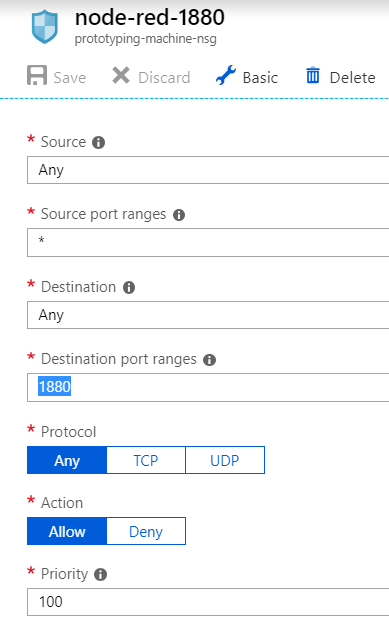 node-red-1880
prototyping-machine-nsg
Save Discard Basic Delete
* Source
Any
* Source port ranges
*
* Destination
Any
* Destination port ranges
1880
* Protocol
Any TCP UDP
* Action
Allow Deny
* Priority
100